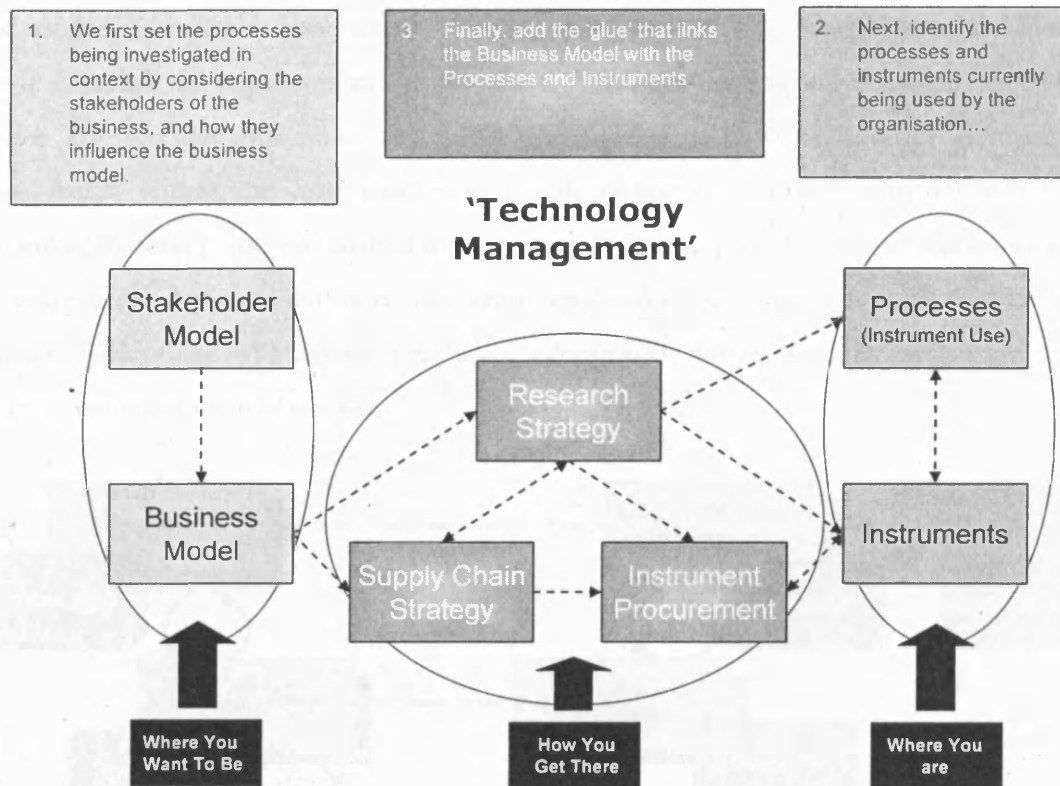 1. We first set the processes
being investigated in
context by considering the
stakeholders of the
business, and how they
influence the business
model.
3. Finally, add the 'glue' that links
the Business Model with the
Processes and Instruments
2. Next, identify the
processes and
instruments currently
being used by the
organisation...
'Technology
Management'
Stakeholder
Model
Business
Model
Research
Strategy
Supply Chain
Strategy
Instrument
Procurement
Processes
(Instrument Use)
Instruments
Where You
Want To Be
How You
Get There
Where You
are